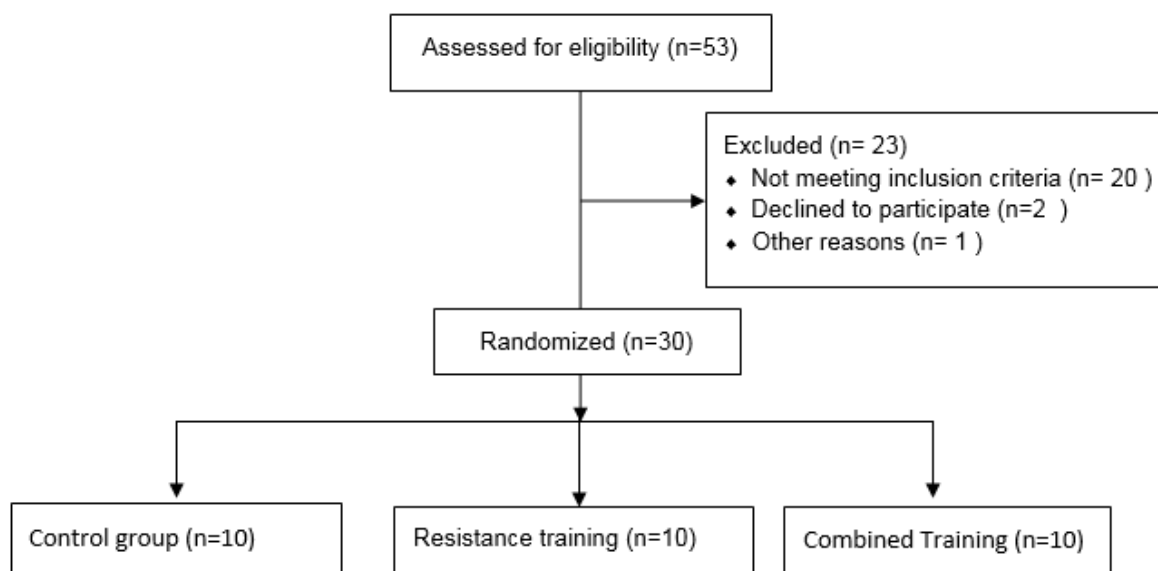 Assessed for eligibility (n=53)
Excluded (n= 23)
⬥ Not meeting inclusion criteria (n= 20 )
⬥ Declined to participate (n=2  )
⬥ Other reasons (n= 1 )
Randomized (n=30)
Control group (n=10)
Resistance training (n=10)
Combined Training (n=10)